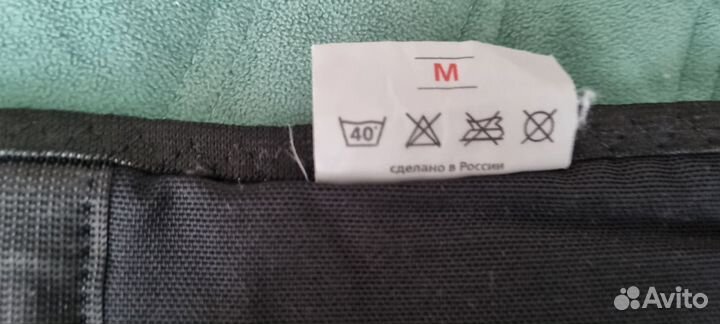 M
40°
сделано в России
Avito